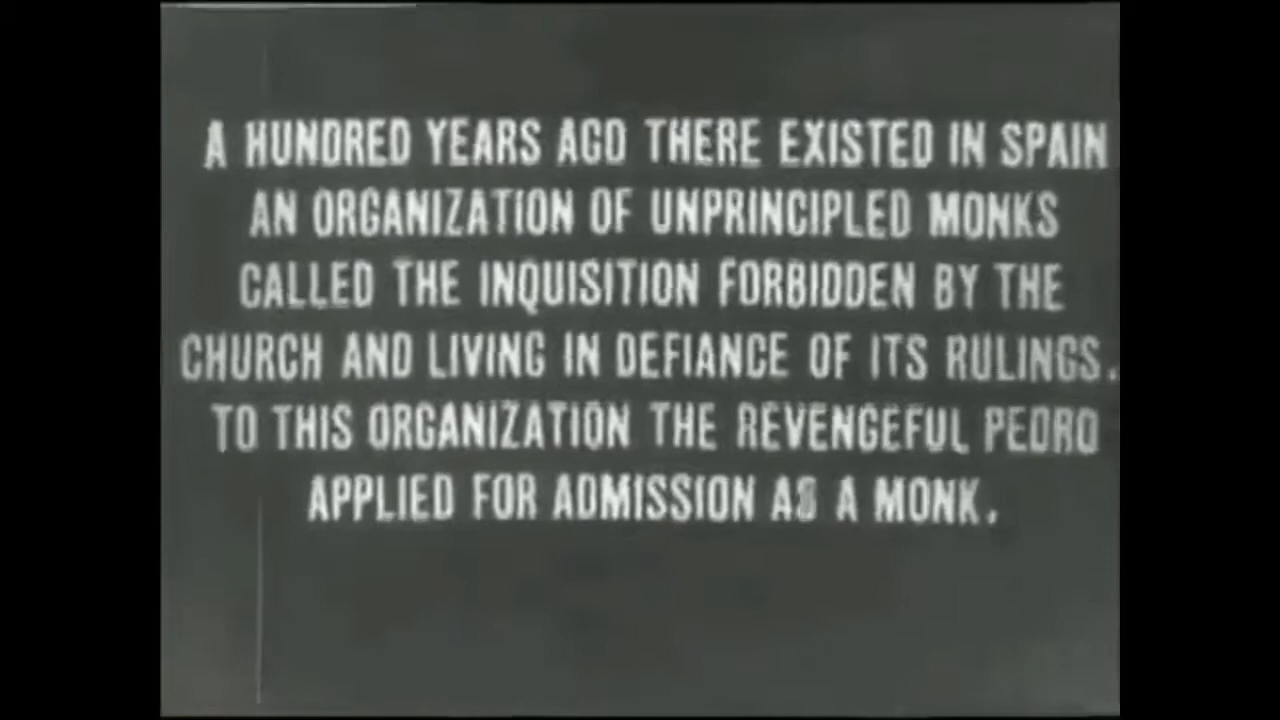 A HUNDRED YEARS AGO THERE EXISTED IN SPAIN
AN ORGANIZATION OF UNPRINCIPLED MONKS
CALLED THE INQUISITION FORBIDDEN BY THE
CHURCH AND LIVING IN DEFIANCE OF ITS RULINGS.
TO THIS ORGANIZATION THE REVENGEFUL PEDRO
APPLIED FOR ADMISSION AS A MONK.